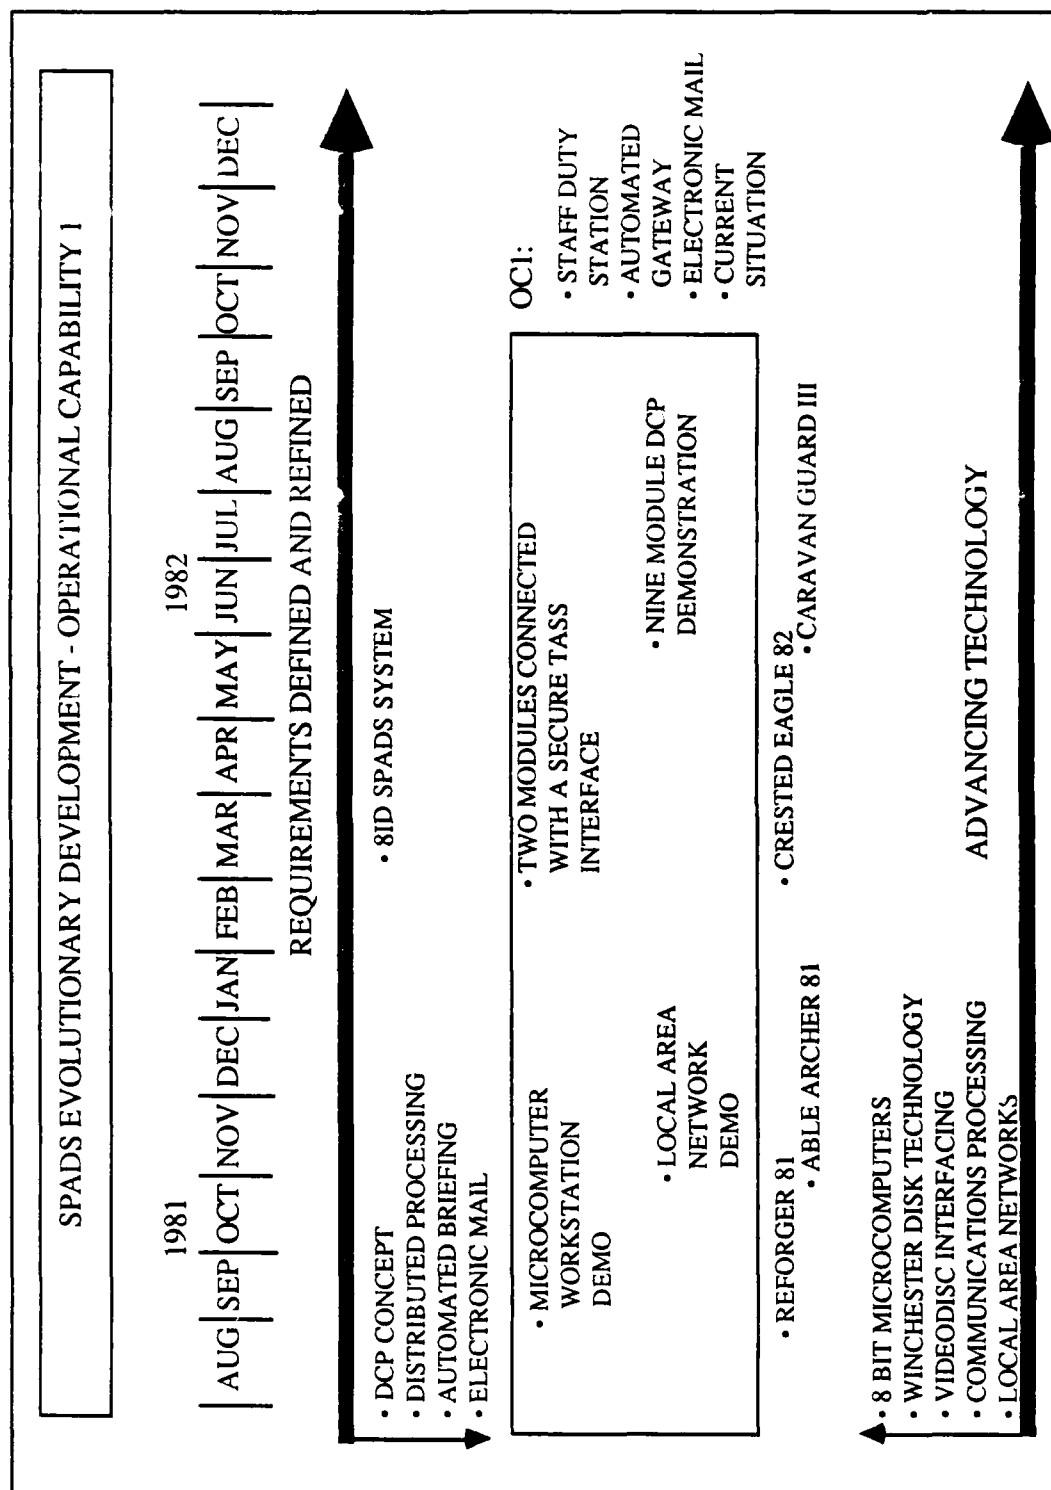 SPADS EVOLUTIONARY DEVELOPMENT - OPERATIONAL CAPABILITY 1
1981
1982
AUG SEP OCT NOV DEC JAN FEB MAR APR MAY JUN JUL AUG SEP OCT NOV DEC
REQUIREMENTS DEFINED AND REFINED
• DCP CONCEPT
• DISTRIBUTED PROCESSING
• AUTOMATED BRIEFING
• ELECTRONIC MAIL
• 8ID SPADS SYSTEM
• MICROCOMPUTER
WORKSTATION
DEMO
• LOCAL AREA
NETWORK
DEMO
• TWO MODULES CONNECTED
WITH A SECURE TASS
INTERFACE
• NINE MODULE DCP
DEMONSTRATION
OC1:
• STAFF DUTY
STATION
• AUTOMATED
GATEWAY
• ELECTRONIC MAIL
• CURRENT
SITUATION
• REFORGER 81
• ABLE ARCHER 81
• CRESTED EAGLE 82
• CARAVAN GUARD III
• 8 BIT MICROCOMPUTERS
• WINCHESTER DISK TECHNOLOGY
• VIDEODISC INTERFACING
• COMMUNICATIONS PROCESSING
• LOCAL AREA NETWORKS
ADVANCING TECHNOLOGY